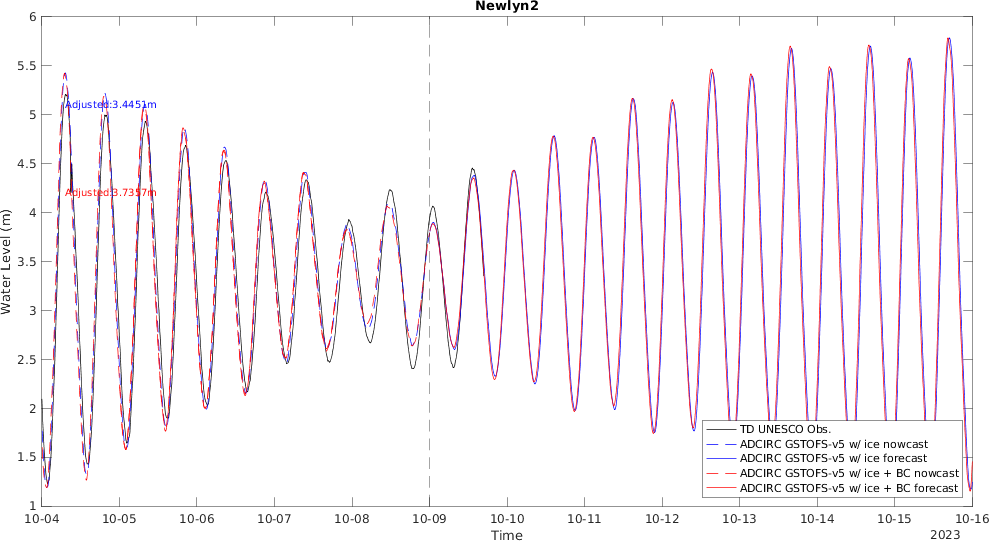 Newlyn2
6
5.5
5
4.5
4
3.5
3
2.5
2
1.5
1
Water Level (m)
Adjusted:3.4451m
Adjusted:3.7357m
TD UNESCO Obs.
ADCIRC GSTOFS-v5 w/ ice nowcast
ADCIRC GSTOFS-v5 w/ ice forecast
ADCIRC GSTOFS-v5 w/ ice + BC nowcast
ADCIRC GSTOFS-v5 w/ ice + BC forecast
10-04 10-05 10-06 10-07 10-08 10-09 10-10 10-11 10-12 10-13 10-14 10-15 10-16
Time
2023